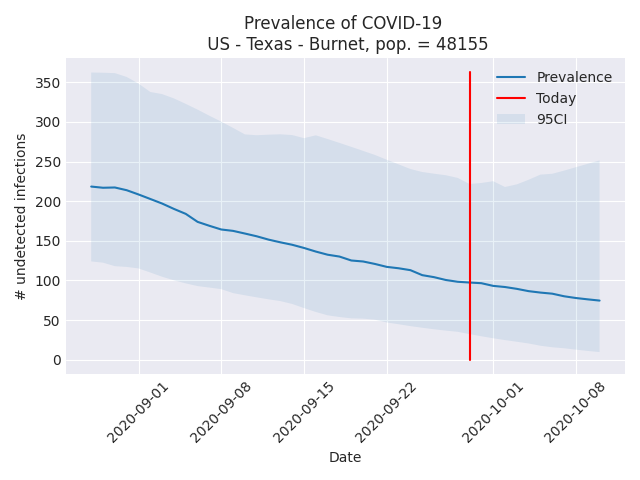 Prevalence of COVID-19
US - Texas - Burnet, pop. = 48155
Prevalence
Today
95CI
# undetected infections
350
300
250
200
150
100
50
0
2020-09-01
2020-09-08
2020-09-15
2020-09-22
2020-10-01
2020-10-08
Date